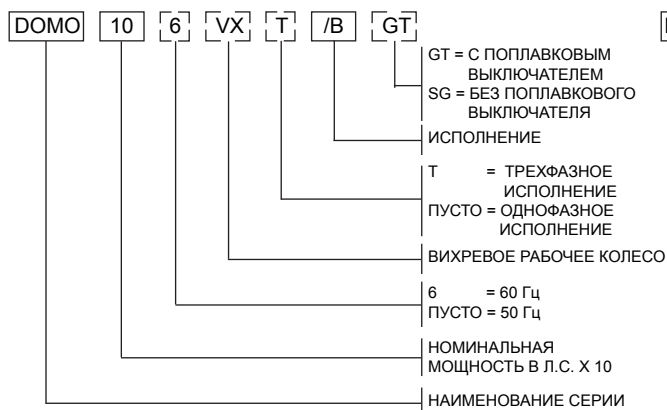 DOMO 10 6 VX T /B GT
GT = С ПОПЛАВКОВЫМ
ВЫКЛЮЧАТЕЛЕМ
SG = БЕЗ ПОПЛАВКОВОГО
ВЫКЛЮЧАТЕЛЯ
ИСПОЛНЕНИЕ
T = ТРЕХФАЗНОЕ
ИСПОЛНЕНИЕ
ПУСТО = ОДНОФАЗНОЕ
ИСПОЛНЕНИЕ
ВИХРЕВОЕ РАБОЧЕЕ КОЛЕСО
6 = 60 Гц
ПУСТО = 50 Гц
НОМИНАЛЬНАЯ
МОЩНОСТЬ В Л.С. X 10
НАИМЕНОВАНИЕ СЕРИИ